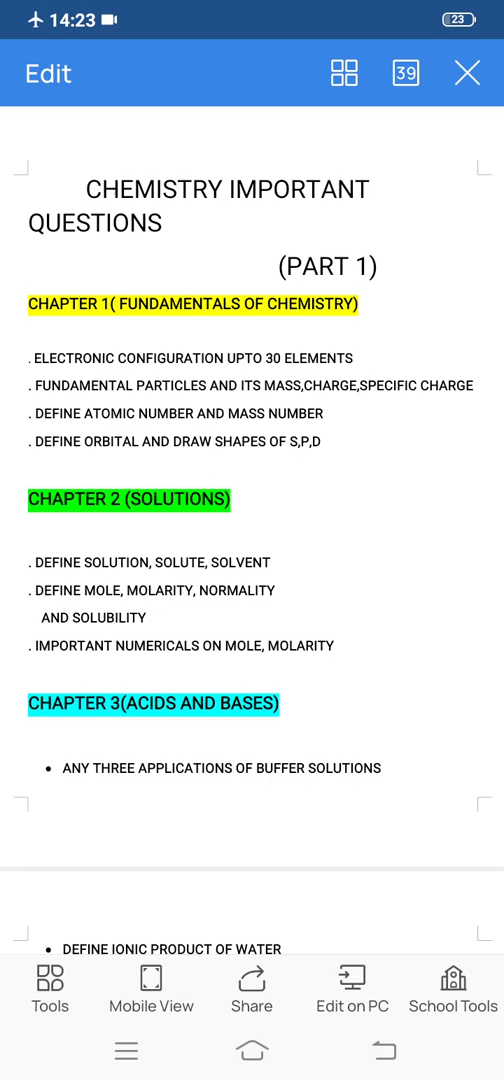 14:23
23
Edit
39
CHEMISTRY IMPORTANT
QUESTIONS
(PART 1)
CHAPTER 1( FUNDAMENTALS OF CHEMISTRY)
. ELECTRONIC CONFIGURATION UPTO 30 ELEMENTS
. FUNDAMENTAL PARTICLES AND ITS MASS,CHARGE,SPECIFIC CHARGE
. DEFINE ATOMIC NUMBER AND MASS NUMBER
. DEFINE ORBITAL AND DRAW SHAPES OF S,P,D
CHAPTER 2 (SOLUTIONS)
. DEFINE SOLUTION, SOLUTE, SOLVENT
. DEFINE MOLE, MOLARITY, NORMALITY
AND SOLUBILITY
. IMPORTANT NUMERICALS ON MOLE, MOLARITY
CHAPTER 3(ACIDS AND BASES)
• ANY THREE APPLICATIONS OF BUFFER SOLUTIONS
• DEFINE IONIC PRODUCT OF WATER
Tools
Mobile View
Share
Edit on PC
School Tools